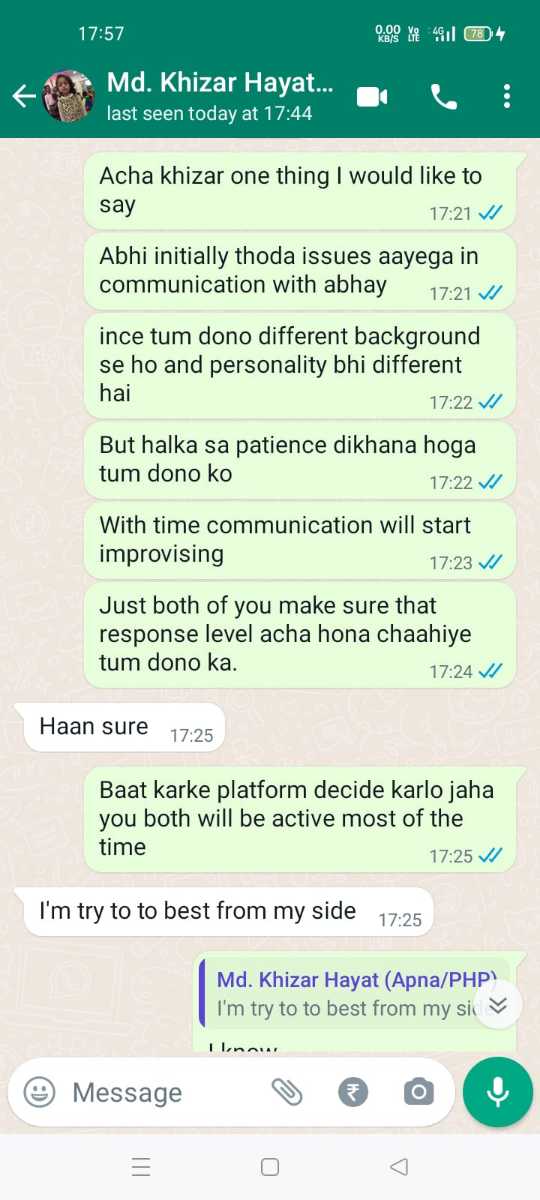 17:57
0.00 KB/S Vo LTE 4G 78
Md. Khizar Hayat...
last seen today at 17:44
Acha khizar one thing I would like to
say
17:21
Abhi initially thoda issues aayega in
communication with abhay
17:21
ince tum dono different background
se ho and personality bhi different
hai
17:22
But halka sa patience dikhana hoga
tum dono ko
17:22
With time communication will start
improvising
17:23
Just both of you make sure that
response level acha hona chaahiye
tum dono ka.
17:24
Haan sure
17:25
Baat karke platform decide karlo jaha
you both will be active most of the
time
17:25
I'm try to to best from my side
17:25
Md. Khizar Hayat (Apna/PHP)
I'm try to to best from my side
I know
Message
₹